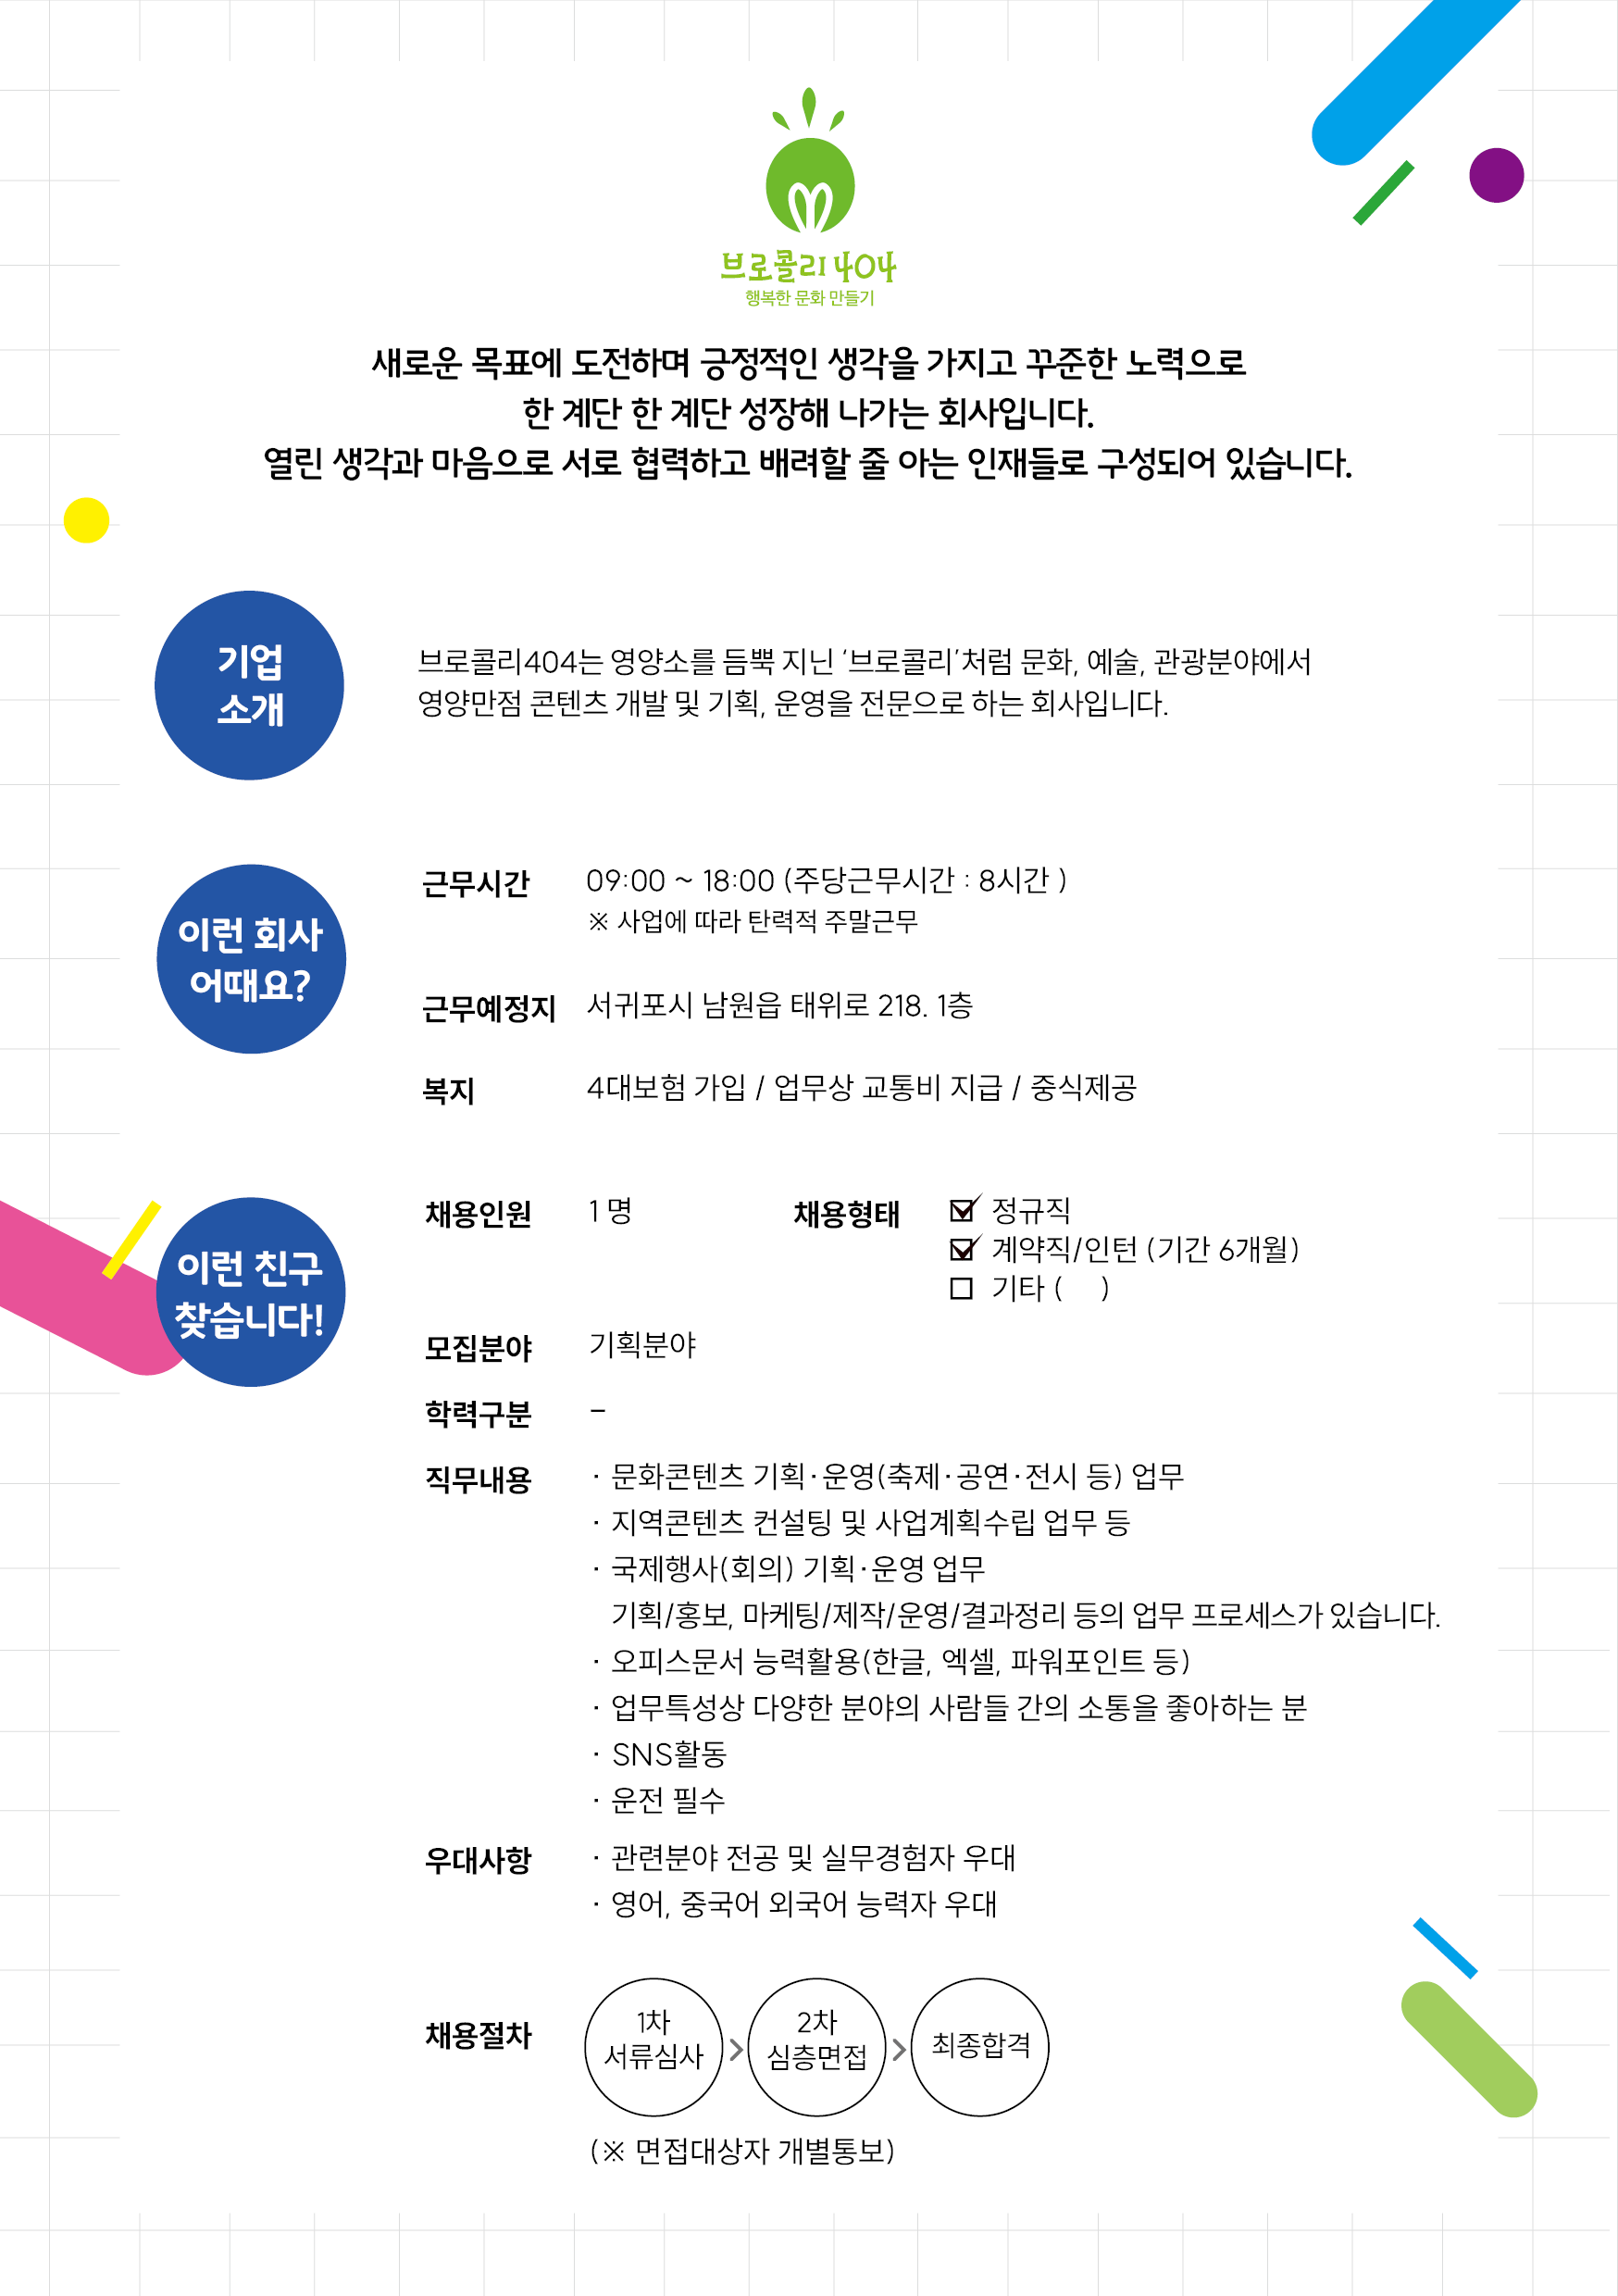 브로콜리404
행복한 문화 만들기
새로운 목표에 도전하며 긍정적인 생각을 가지고 꾸준한 노력으로
한 계단 한 계단 성장해 나가는 회사입니다.
열린 생각과 마음으로 서로 협력하고 배려할 줄 아는 인재들로 구성되어 있습니다.
기업
소개
브로콜리404는 영양소를 듬뿍 지닌 ‘브로콜리’처럼 문화, 예술, 관광분야에서
영양만점 콘텐츠 개발 및 기획, 운영을 전문으로 하는 회사입니다.
이런 회사
어때요?
근무시간 09:00 ~ 18:00 (주당근무시간 : 8시간 )
※ 사업에 따라 탄력적 주말근무
근무예정지 서귀포시 남원읍 태위로 218. 1층
복지 4대보험 가입 / 업무상 교통비 지급 / 중식제공
이런 친구
찾습니다!
채용인원 1 명 채용형태 ☑ 정규직
☑ 계약직/인턴 (기간 6개월)
☐ 기타 ( )
모집분야 기획분야
학력구분 –
직무내용 · 문화콘텐츠 기획·운영(축제·공연·전시 등) 업무
· 지역콘텐츠 컨설팅 및 사업계획수립 업무 등
· 국제행사(회의) 기획·운영 업무
기획/홍보, 마케팅/제작/운영/결과정리 등의 업무 프로세스가 있습니다.
· 오피스문서 능력활용(한글, 엑셀, 파워포인트 등)
· 업무특성상 다양한 분야의 사람들 간의 소통을 좋아하는 분
· SNS활동
· 운전 필수
우대사항 · 관련분야 전공 및 실무경험자 우대
· 영어, 중국어 외국어 능력자 우대
채용절차
1차
서류심사
>
2차
심층면접
>
최종합격
(※ 면접대상자 개별통보)